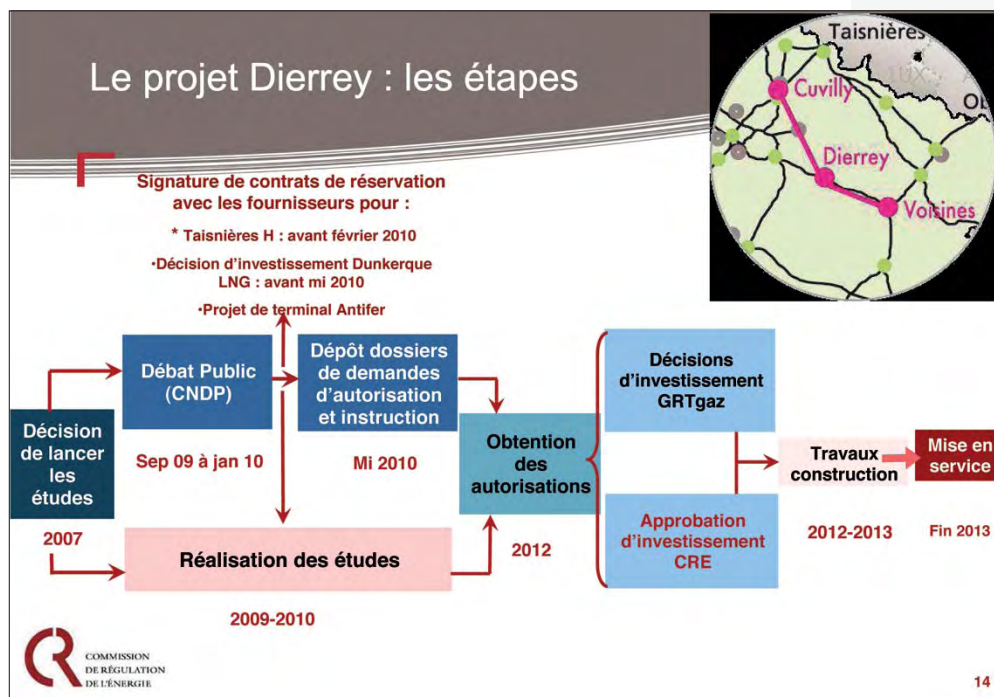 Le projet Dierrey : les étapes
Taisnières
LUX
Ob
Cuvilly
Dierrey
Voisines
Signature de contrats de réservation
avec les fournisseurs pour :
* Taisnières H : avant février 2010
•Décision d'investissement Dunkerque
LNG : avant mi 2010
•Projet de terminal Antifer
Décision
de lancer
les
études
2007
Débat Public
(CNDP)
Sep 09 à jan 10
Dépôt dossiers
de demandes
d'autorisation
et instruction
Mi 2010
Réalisation des études
2009-2010
Obtention
des
autorisations
2012
Décisions
d'investissement
GRTgaz
Approbation
d'investissement
CRE
Travaux
construction
2012-2013
Mise en
service
Fin 2013
CR
COMMISSION
DE RÉGULATION
DE L'ÉNERGIE
14